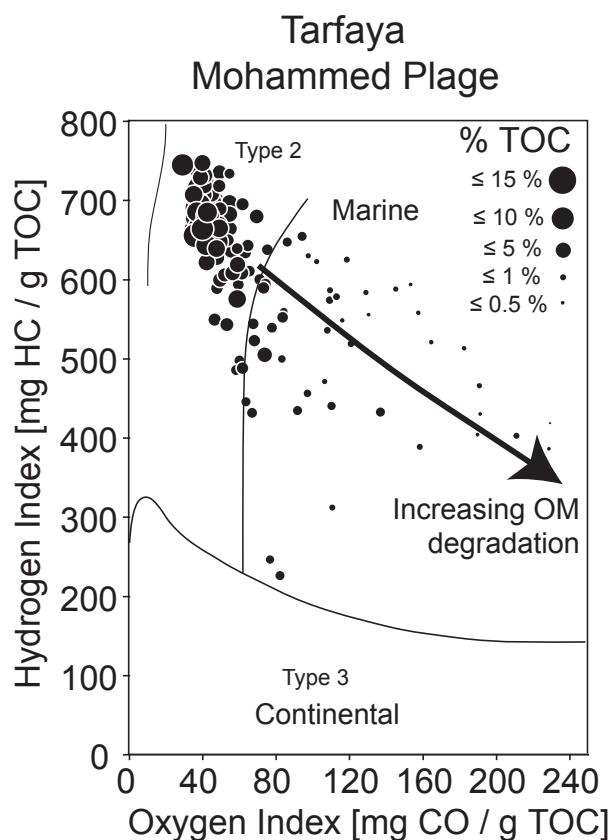 Tarfaya
Mohammed Plage
800
700
600
500
400
300
200
100
0
Hydrogen Index [mg HC / g TOC]
Type 2
Marine
% TOC
≤ 15 %
≤ 10 %
≤ 5 %
≤ 1 %
≤ 0.5 %
Increasing OM
degradation
Type 3
Continental
0 40 80 120 160 200 240
Oxygen Index [mg CO / g TOC]